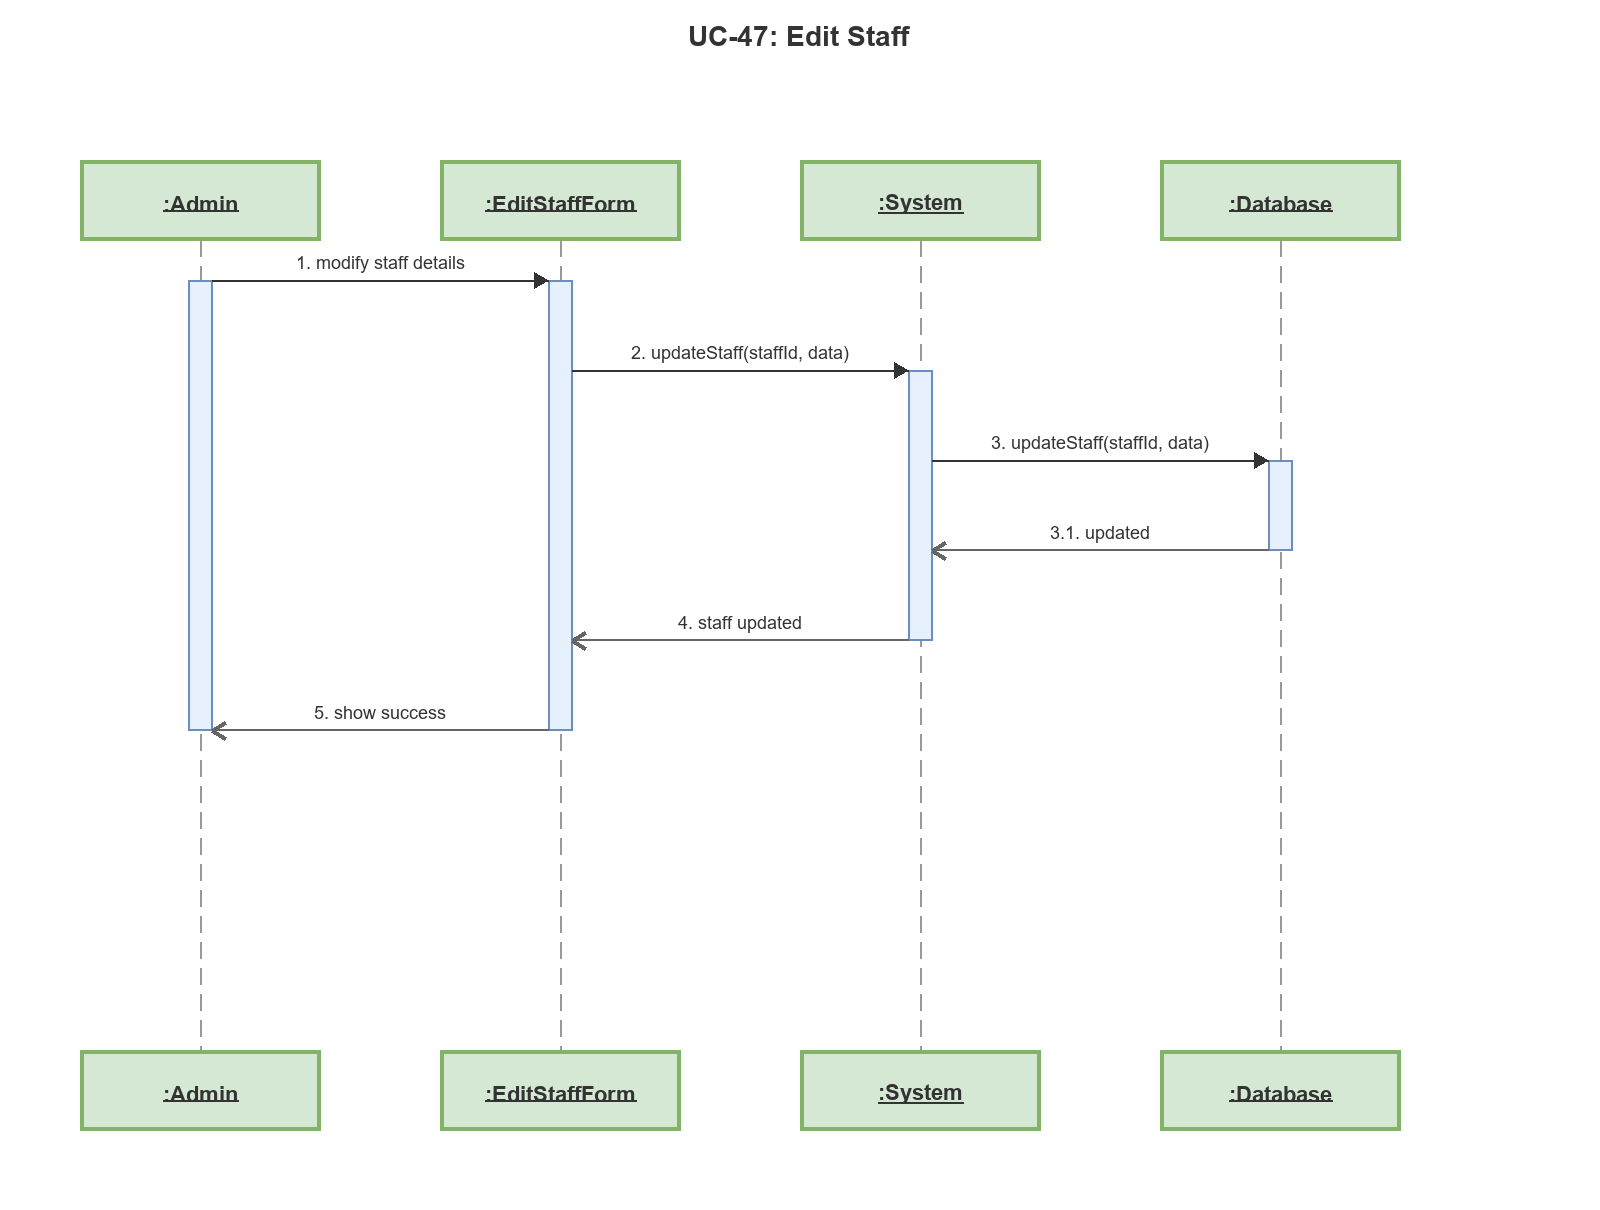 UC-47: Edit Staff
:Admin
:EditStaffForm
:System
:Database
1. modify staff details
2. updateStaff(staffId, data)
3. updateStaff(staffId, data)
3.1. updated
4. staff updated
5. show success
:Admin
:EditStaffForm
:System
:Database